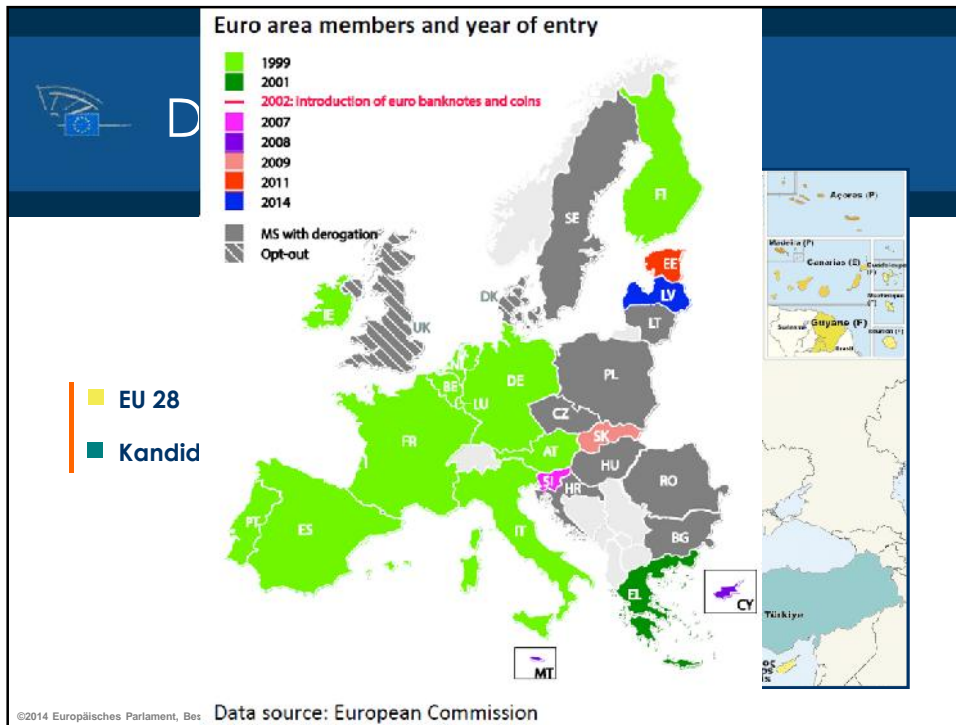 Euro area members and year of entry
1999
2001
2002: Introduction of euro banknotes and coins
2007
2008
2009
2011
2014
MS with derogation
Opt-out
D
EU 28
Kandid
FI
SE
EE
LV
LT
DK
IE
UK
NL
BE
DE
PL
LU
CZ
FR
SK
AT
HU
SI
HR
RO
PT
ES
IT
BG
EL
CY
MT
Açores (P)
Madeira (P)
Canarias (E)
Guyane (F)
Brasil
Türkiye
©2014 Europäisches Parlament, Bes
Data source: European Commission